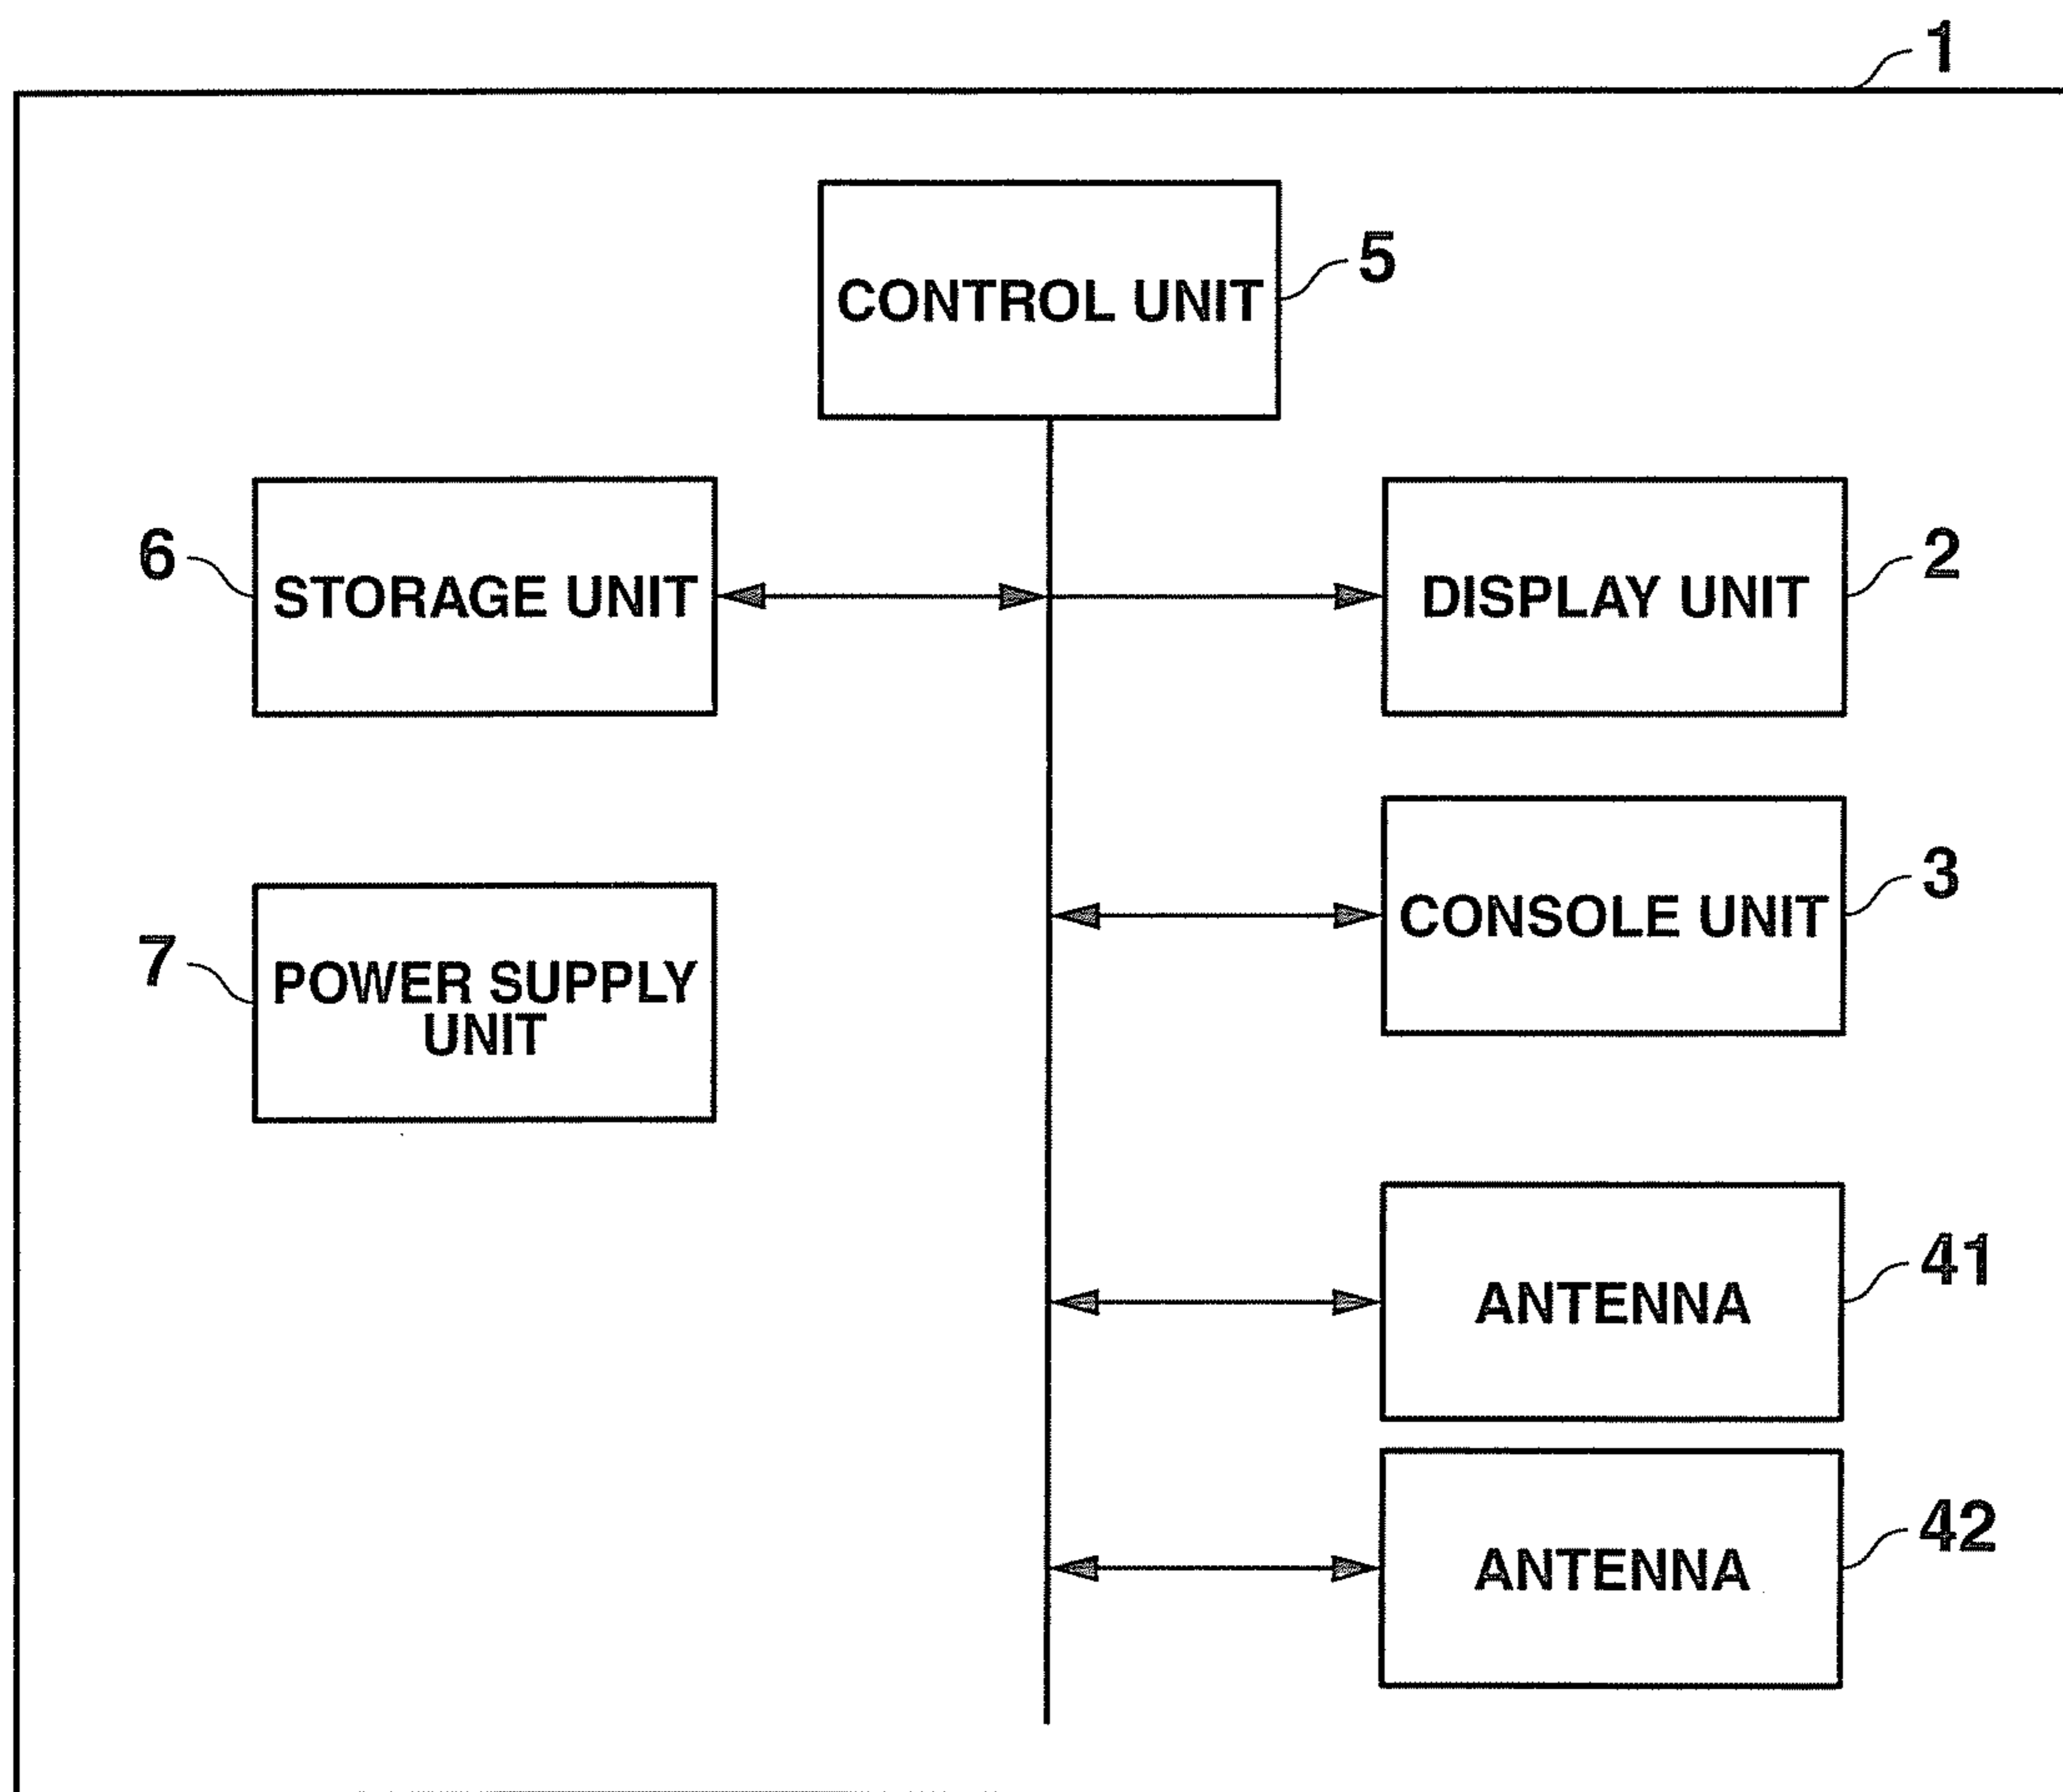 1
CONTROL UNIT
5
6
STORAGE UNIT
DISPLAY UNIT
2
CONSOLE UNIT
3
7
POWER SUPPLY
UNIT
ANTENNA
41
ANTENNA
42